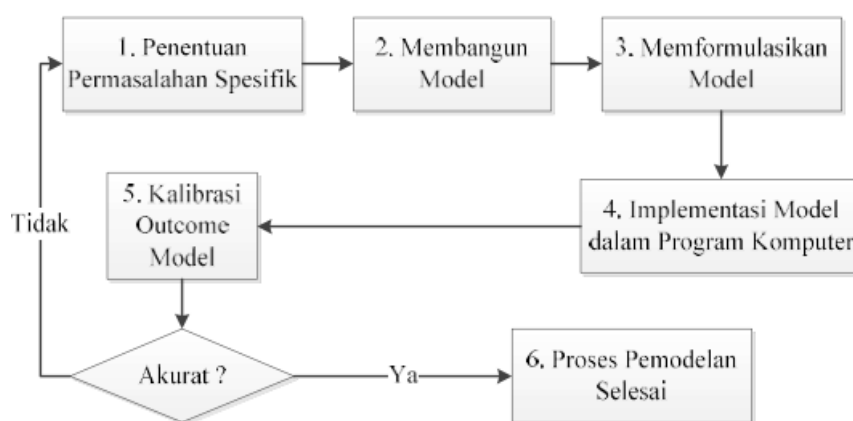 1. Penentuan
Permasalahan Spesifik
2. Membangun
Model
3. Memformulasikan
Model
4. Implementasi Model
dalam Program Komputer
5. Kalibrasi
Outcome
Model
Tidak
Akurat ?
Ya
6. Proses Pemodelan
Selesai